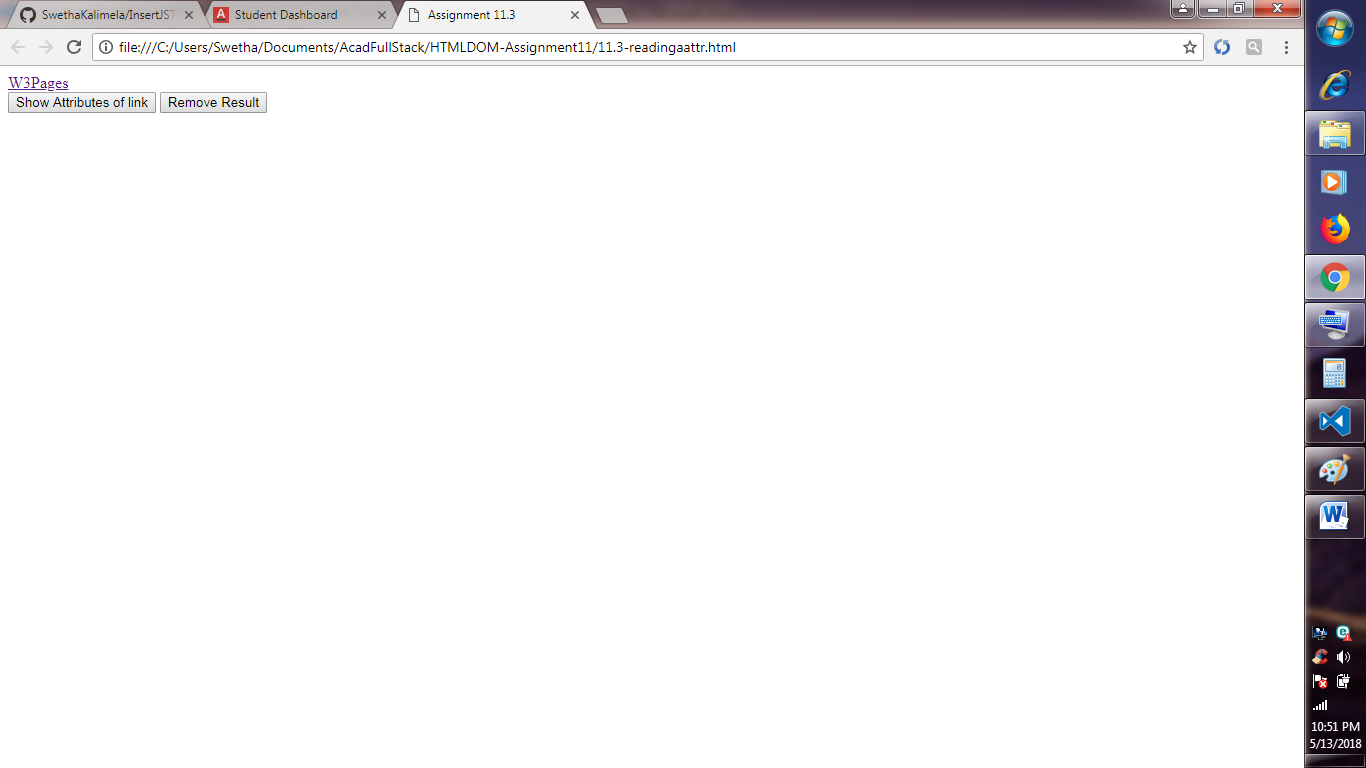 SwethaKalimela/InsertJST
Student Dashboard
Assignment 11.3
file:///C:/Users/Swetha/Documents/AcadFullStack/HTMLDOM-Assignment11/11.3-readingaattr.html
W3Pages
Show Attributes of link Remove Result
10:51 PM
5/13/2018